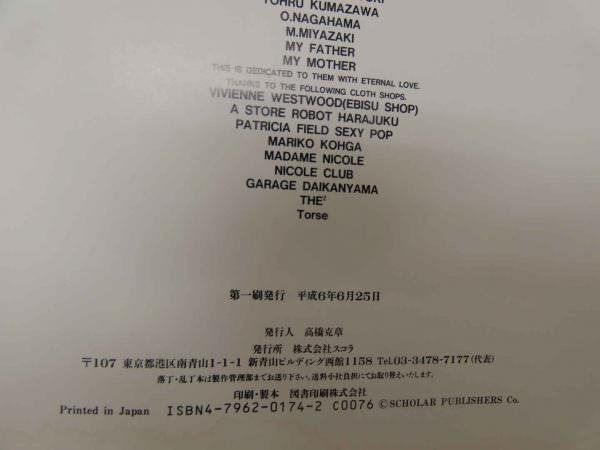 TOHRU KUMAZAWA
O.NAGAHAMA
M.MIYAZAKI
MY FATHER
MY MOTHER
THIS IS DEDICATED TO THEM WITH ETERNAL LOVE.
THANKS TO THE FOLLOWING CLOTH SHOPS.
VIVIENNE WESTWOOD(EBISU SHOP)
A STORE ROBOT HARAJUKU
PATRICIA FIELD SEXY POP
MARIKO KOHGA
MADAME NICOLE
NICOLE CLUB
GARAGE DAIKANYAMA
THE²
Torse
第一刷発行 平成6年6月25日
発行人 高橋克章
発行所 株式会社スコラ
〒107 東京都港区南青山1-1-1 新青山ビルディング西館1158 Tel.03-3478-7177(代表)
落丁・乱丁本は製作管理部までお送り下さい。送料小社負担にてお取り替えいたします。
印刷・製本 図書印刷株式会社
Printed in Japan ISBN4-7962-0174-2 C0076 ©SCHOLAR PUBLISHERS Co.